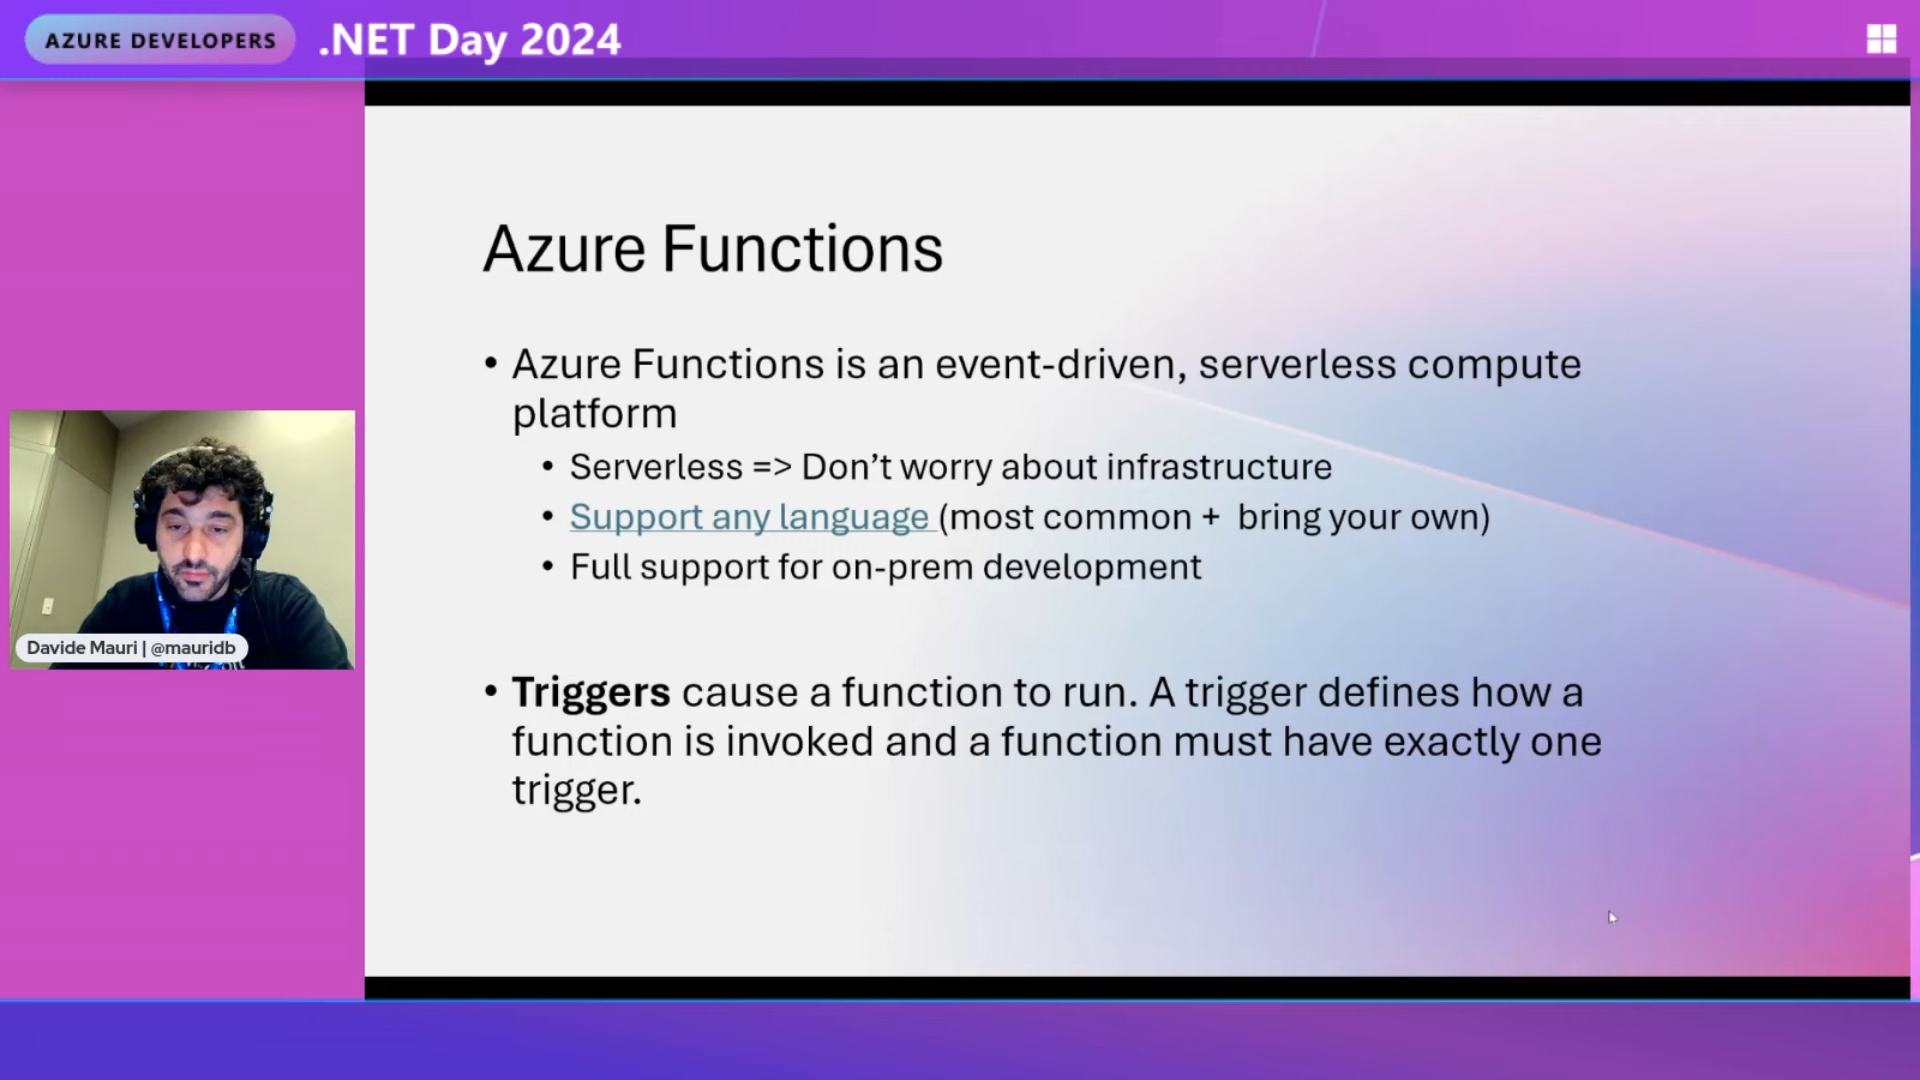 AZURE DEVELOPERS .NET Day 2024
Azure Functions
• Azure Functions is an event-driven, serverless compute
platform
• Serverless => Don’t worry about infrastructure
• Support any language (most common + bring your own)
• Full support for on-prem development
Davide Mauri | @mauridb
• Triggers cause a function to run. A trigger defines how a
function is invoked and a function must have exactly one
trigger.